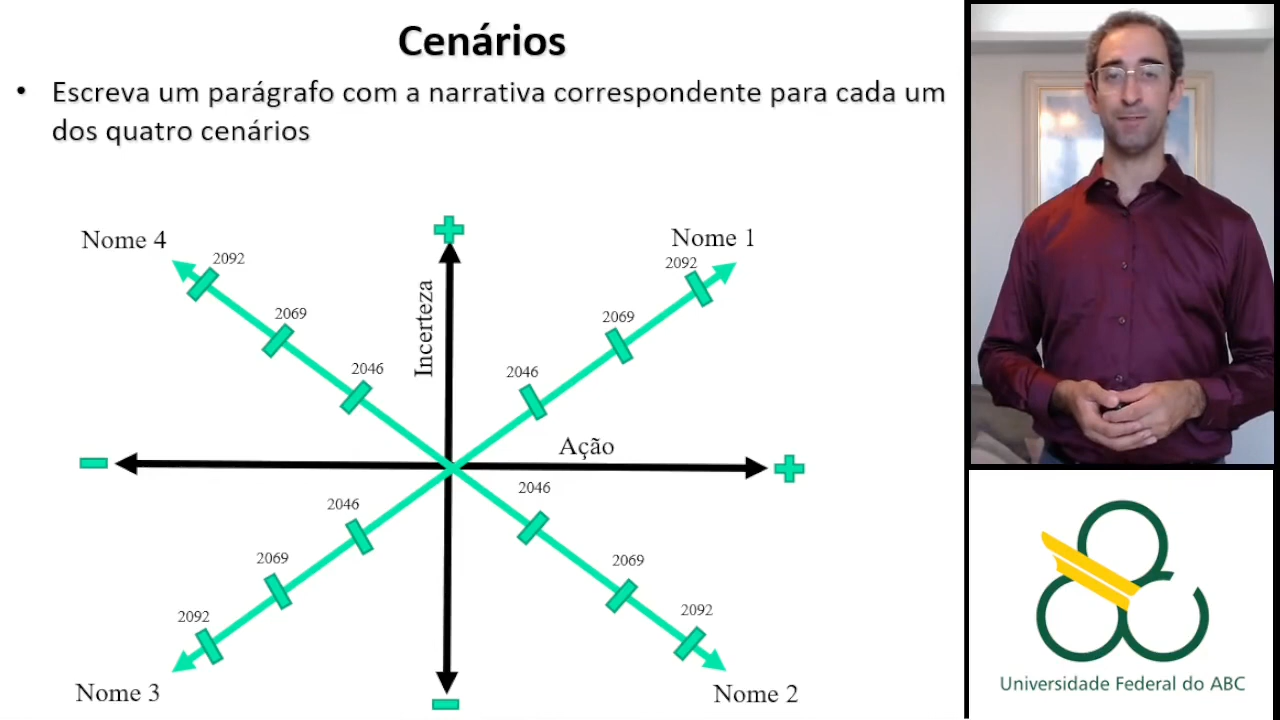 Cenários
• Escreva um parágrafo com a narrativa correspondente para cada um
dos quatro cenários
Nome 4
Nome 1
2092
2092
2069
2069
2046
2046
Incerteza
Ação
2046
2046
2069
2069
2092
2092
Nome 3
Nome 2
Universidade Federal do ABC